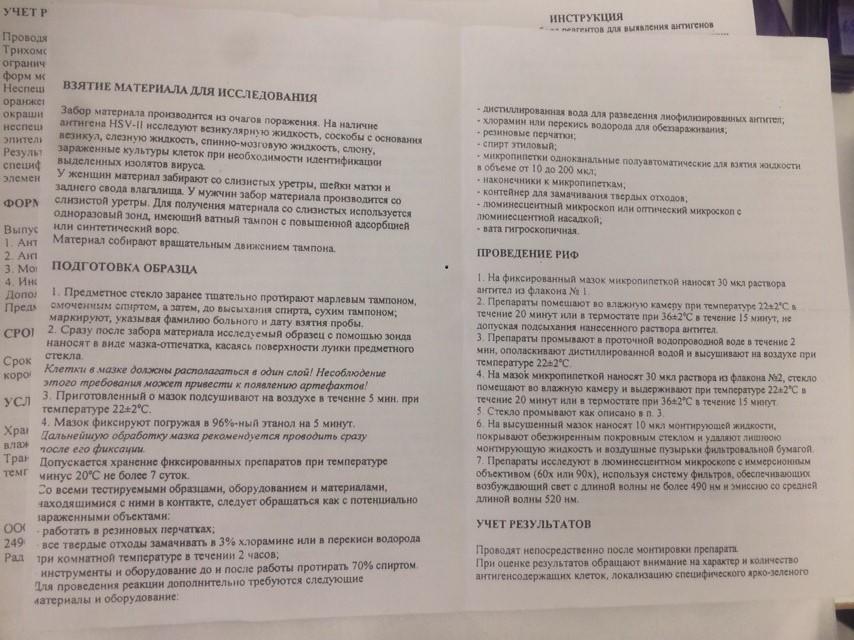 УЧЕТ Р
Проводя
Трихомо
огранич
форм мо
Неспеш
оранжев
окраши
неспец
эпител
Резуль
специф
элемен
ФОРМ
Выпус
1. Ант
2. Ант
3. Мо
4. Инс
Допо
Пред
СРО
Срок
коро
УСЛ
Хра
влаж
Тран
темг
ООО
249
Рад
ИНСТРУКЦИЯ
реагентов для выявления антигенов
ВЗЯТИЕ МАТЕРИАЛА ДЛЯ ИССЛЕДОВАНИЯ
Забор материала производится из очагов поражения. На наличие
антигена HSV-II исследуют везикулярную жидкость, соскобы с основания
везикул, слезную жидкость, спинно-мозговую жидкость, слюну,
зараженные культуры клеток при необходимости идентификации
выделенных изолятов вируса.
У женщин материал забирают со слизистых уретры, шейки матки и
заднего свода влагалища. У мужчин забор материала производится со
слизистой уретры. Для получения материала со слизистых используется
одноразовый зонд, имеющий ватный тампон с повышенной адсорбцией
или синтетический ворс.
Материал собирают вращательным движением тампона.
ПОДГОТОВКА ОБРАЗЦА
1. Предметное стекло заранее тщательно протирают марлевым тампоном,
смоченным спиртом, а затем, до высыхания спирта, сухим тампоном;
маркируют, указывая фамилию больного и дату взятия пробы.
2. Сразу после забора материала исследуемый образец с помощью зонда
наносят в виде мазка-отпечатка, касаясь поверхности лунки предметного
стекла.
Клетки в мазке должны располагаться в один слой! Несоблюдение
этого требования может привести к появлению артефактов!
3. Приготовленный о мазок подсушивают на воздухе в течение 5 мин. при
температуре 22±2°С.
4. Мазок фиксируют погружая в 96%-ный этанол на 5 минут.
Дальнейшую обработку мазка рекомендуется проводить сразу
после его фиксации.
Допускается хранение фиксированных препаратов при температуре
минус 20°С не более 7 суток.
Со всеми тестируемыми образцами, оборудованием и материалами,
находящимися с ними в контакте, следует обращаться как с потенциально
зараженными объектами:
- работать в резиновых перчатках;
- все твердые отходы замачивать в 3% хлорамине или в перекиси водорода
при комнатной температуре в течении 2 часов;
инструменты и оборудование до и после работы протирать 70% спиртом.
Для проведения реакции дополнительно требуются следующие
материалы и оборудование:
- дистиллированная вода для разведения лиофилизированных антител;
- хлорамин или перекись водорода для обеззараживания;
- резиновые перчатки;
- спирт этиловый;
- микропипетки одноканальные полуавтоматические для взятия жидкости
в объеме от 10 до 200 мкл;
- наконечники к микропипеткам;
- контейнер для замачивания твердых отходов;
- люминесцентный микроскоп или оптический микроскоп с
люминесцентной насадкой;
- вата гигроскопичная.
ПРОВЕДЕНИЕ РИФ
1. На фиксированный мазок микропипеткой наносят 30 мкл раствора
антител из флакона № 1.
2. Препараты помещают во влажную камеру при температуре 22±2°С в
течение 20 минут или в термостате при 36±2°С в течение 15 минут, не
допуская подсыхания нанесенного раствора антител.
3. Препараты промывают в проточной водопроводной воде в течение 2
мин, ополаскивают дистиллированной водой и высушивают на воздухе при
температуре 22±2°С.
4. На мазок микропипеткой наносят 30 мкл раствора из флакона №2, стекло
помещают во влажную камеру и выдерживают при температуре 22±2°С в
течение 20 минут или в термостате при 36±2°С в течение 15 минут.
5. Стекло промывают как описано в п. 3.
6. На высушенный мазок наносят 10 мкл монтирующей жидкости,
покрывают обезжиренным покровным стеклом и удаляют лишнюю
монтирующую жидкость и воздушные пузырьки фильтровальной бумагой.
7. Препараты исследуют в люминесцентном микроскопе с иммерсионным
объективом (60х или 90х), используя систему фильтров, обеспечивающих
возбуждающий свет с длиной волны не более 490 нм и эмиссию со средней
длиной волны 520 нм.
УЧЕТ РЕЗУЛЬТАТОВ
Проводят непосредственно после монтировки препарата.
При оценке результатов обращают внимание на характер и количество
антигенсодержащих клеток, локализацию специфического ярко-зеленого